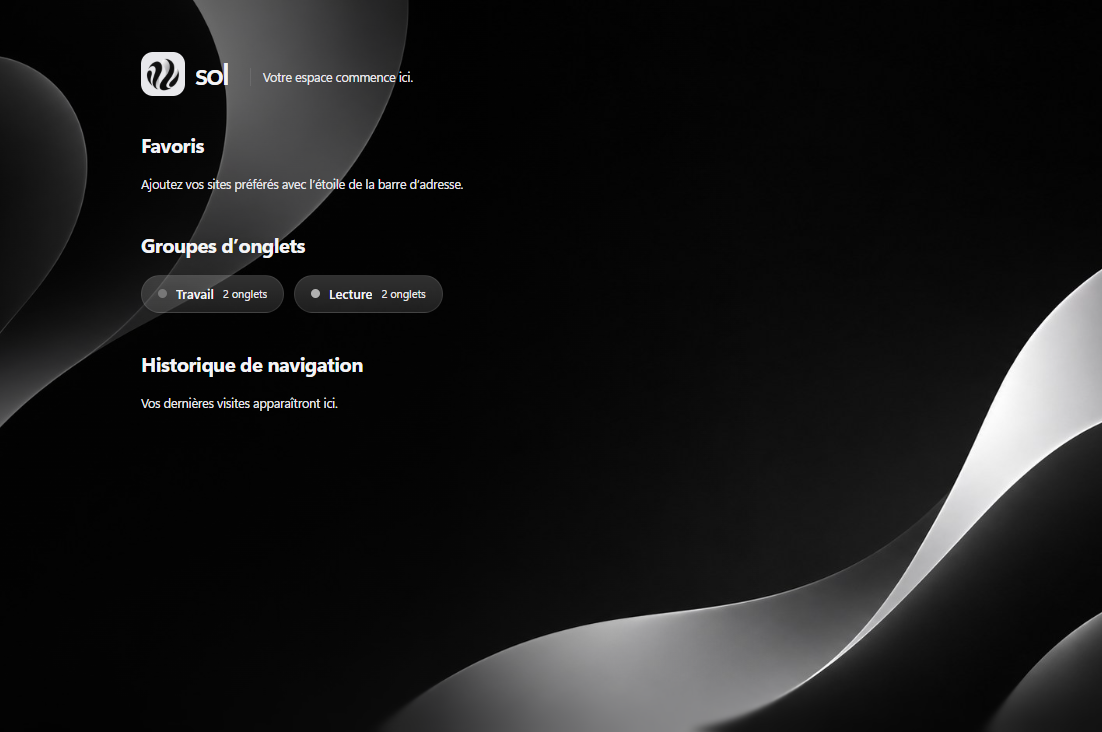 sol
Votre espace commence ici.
Favoris
Ajoutez vos sites préférés avec l’étoile de la barre d’adresse.
Groupes d’onglets
Travail 2 onglets
Lecture 2 onglets
Historique de navigation
Vos dernières visites apparaîtront ici.